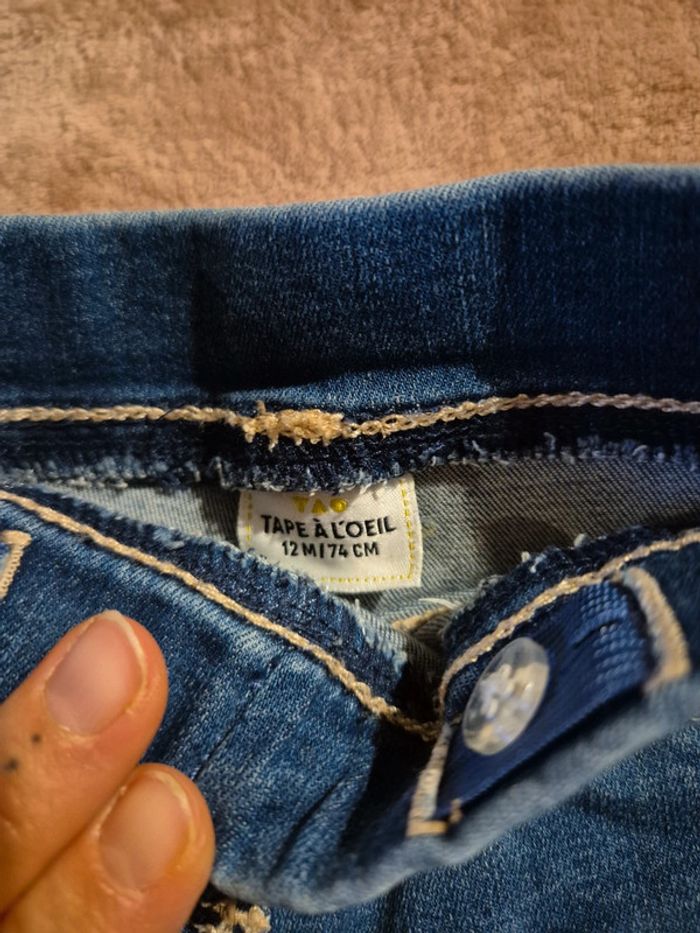 TAO
TAPE À L'OEIL
12 M / 74 CM